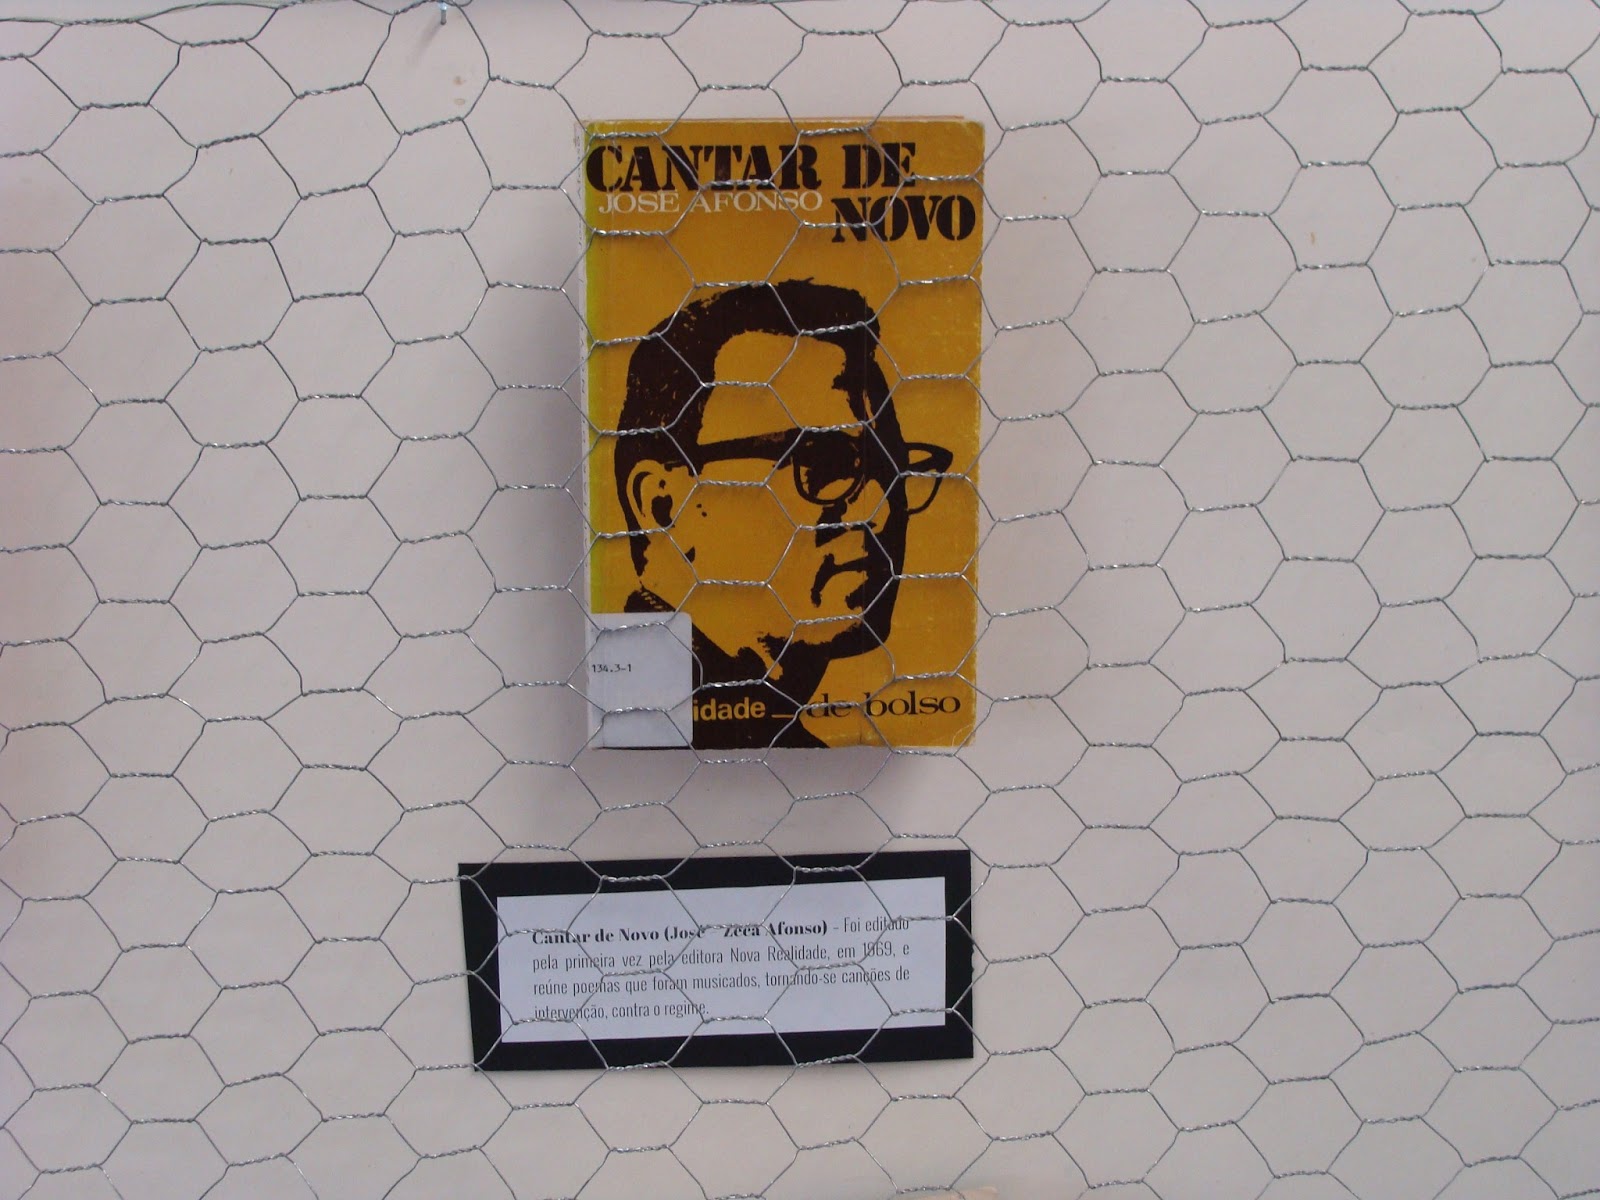 CANTAR DE
JOSE AFONSO
NOVO
134.3-1
idade _ de bolso
Cantar de Novo (José - Zeca Afonso) - Foi editado
pela primeira vez pela editora Nova Realidade, em 1969, e
reúne poemas que foram musicados, tornando-se canções de
intervenção, contra o regime.